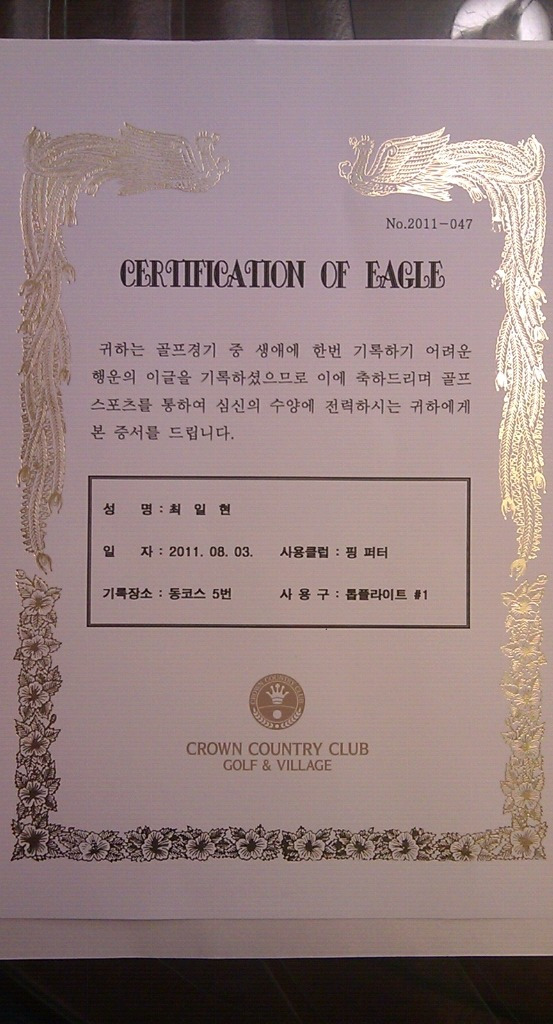 No.2011-047
CERTIFICATION OF EAGLE
귀하는 골프경기 중 생애에 한번 기록하기 어려운
행운의 이글을 기록하셨으므로 이에 축하드리며 골프
스포츠를 통하여 심신의 수양에 전력하시는 귀하에게
본 증서를 드립니다.
성 명 : 최 일 현
일 자 : 2011. 08. 03. 사용클럽 : 핑 퍼터
기록장소 : 동코스 5번 사 용 구 : 톱플라이트 #1
CROWN COUNTRY CLUB
CROWN COUNTRY CLUB
GOLF & VILLAGE